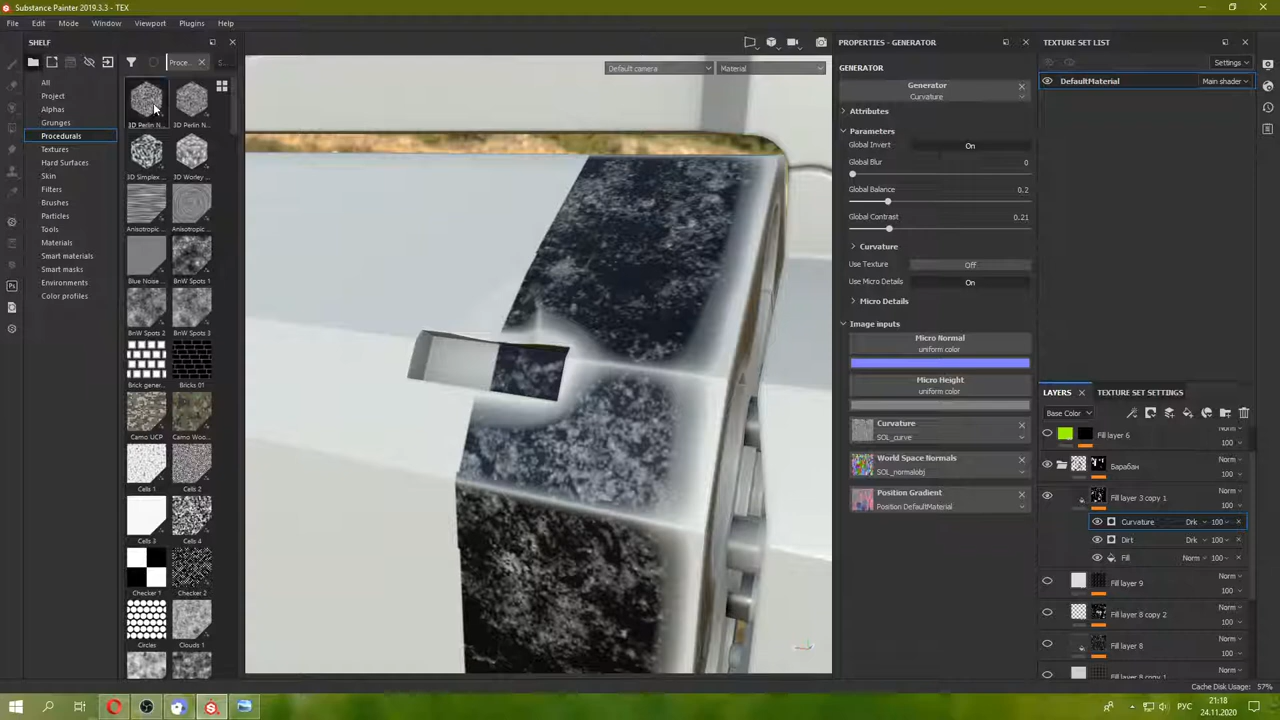 Substance Painter 2019.3.3 - TEX
File Edit Mode Window Viewport Plugins Help
SHELF
Proce...
S...
All
Project
Alphas
Grunges
Procedurals
Textures
Hard Surfaces
Skin
Filters
Brushes
Particles
Tools
Materials
Smart materials
Smart masks
Environments
Color profiles
3D Perlin N... 3D Perlin N...
3D Simplex ... 3D Worley ...
Anisotropic ... Anisotropic ...
Blue Noise ... BnW Spots 1
BnW Spots 2 BnW Spots 3
Brick gener... Bricks 01
Camo UCP Camo Woo...
Cells 1 Cells 2
Cells 3 Cells 4
Checker 1 Checker 2
Circles Clouds 1
Default camera Material
PROPERTIES - GENERATOR
GENERATOR
Generator
Curvature
Attributes
Parameters
Global Invert On
Global Blur 0
Global Balance 0.2
Global Contrast 0.21
Curvature
Use Texture Off
Use Micro Details On
Micro Details
Image inputs
Micro Normal
uniform color
Micro Height
uniform color
Curvature
SOL_curve
World Space Normals
SOL_normalobj
Position Gradient
Position DefaultMaterial
TEXTURE SET LIST
Settings
DefaultMaterial Main shader
LAYERS TEXTURE SET SETTINGS
Base Color
Fill layer 6 Norm 100
Барабан Norm 100
Fill layer 3 copy 1 Norm 100
Curvature Drk 100
Dirt Drk 100
Fill Norm 100
Fill layer 9 Norm 100
Fill layer 8 copy 2 Norm 100
Fill layer 8 Norm 100
Fill layer 8 copy 1 Norm
Cache Disk Usage: 57%
РУС
21:18
24.11.2020